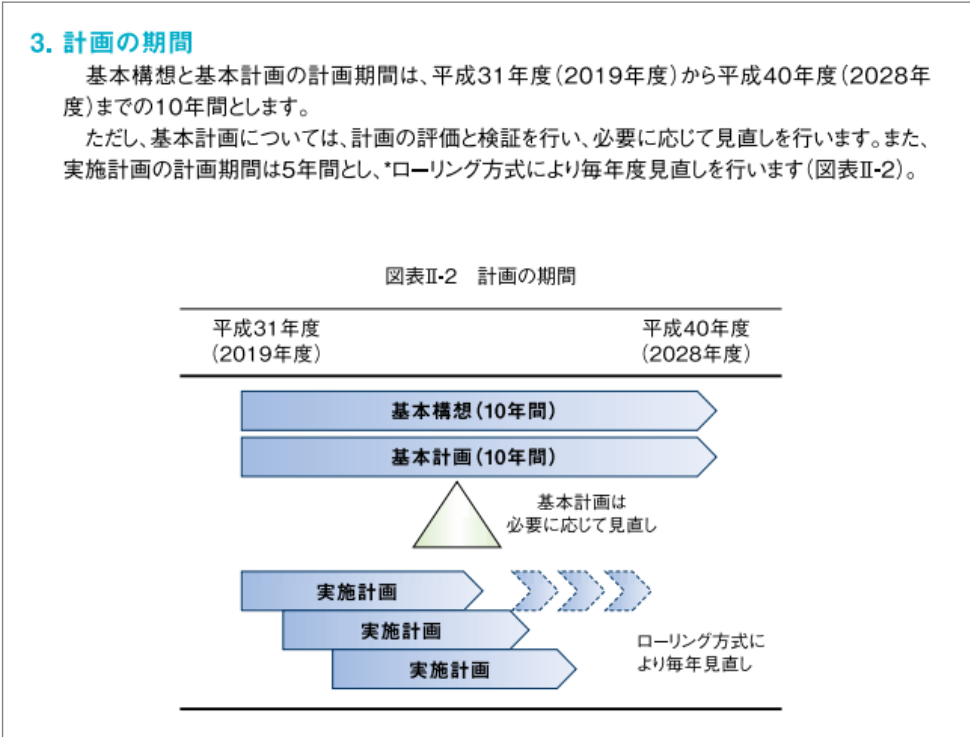 3. 計画の期間
基本構想と基本計画の計画期間は、平成31年度(2019年度)から平成40年度(2028年
度)までの10年間とします。
ただし、基本計画については、計画の評価と検証を行い、必要に応じて見直しを行います。また、
実施計画の計画期間は5年間とし、*ローリング方式により毎年度見直しを行います(図表Ⅱ-2)。
図表Ⅱ-2 計画の期間
平成31年度
(2019年度)
平成40年度
(2028年度)
基本構想(10年間)
基本計画(10年間)
基本計画は
必要に応じて見直し
実施計画
実施計画
実施計画
ローリング方式に
より毎年見直し